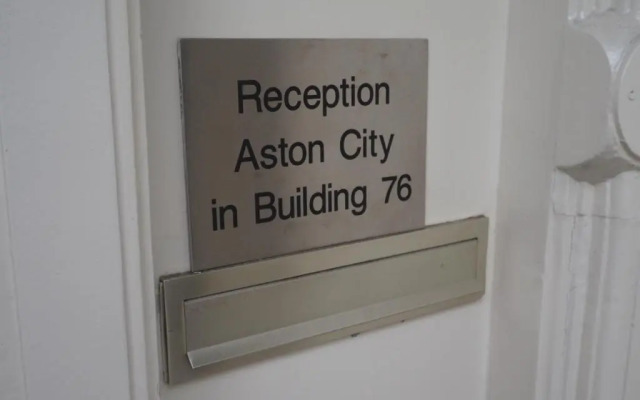 Reception
Aston City
in Building 76